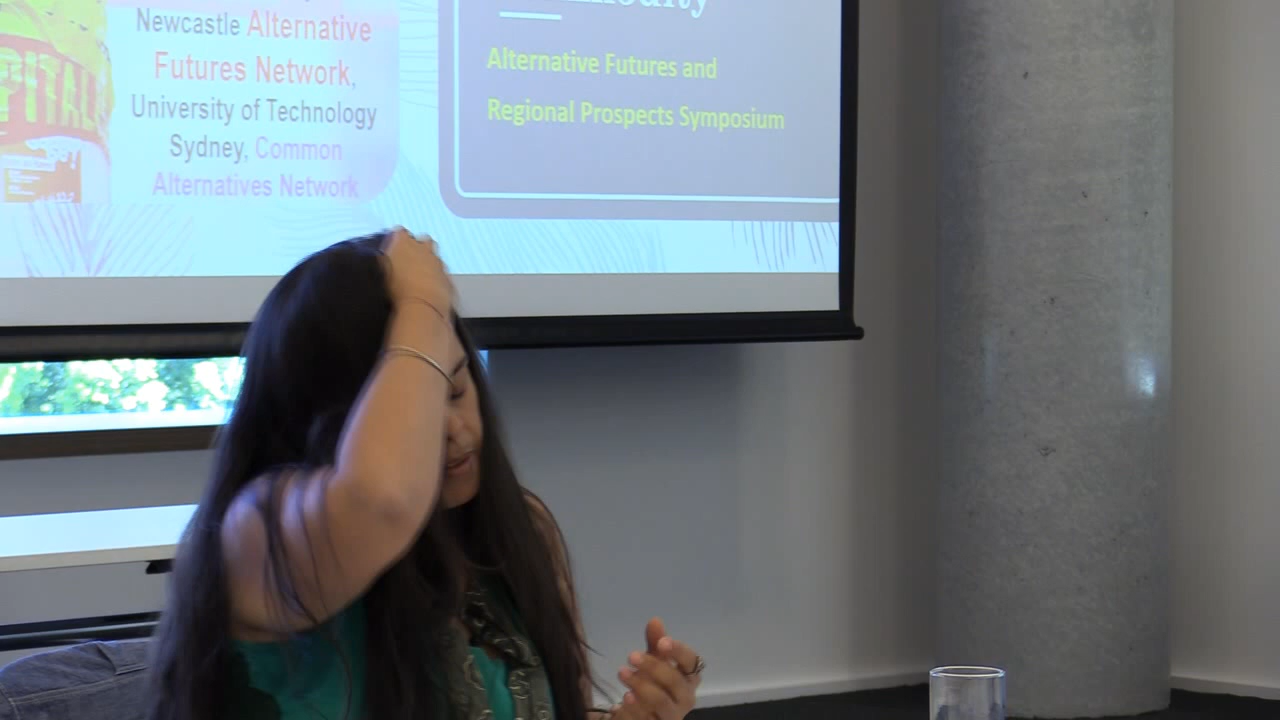 Newcastle Alternative
Futures Network,
University of Technology
Sydney, Common
Alternatives Network
Alternative Futures and
Regional Prospects Symposium